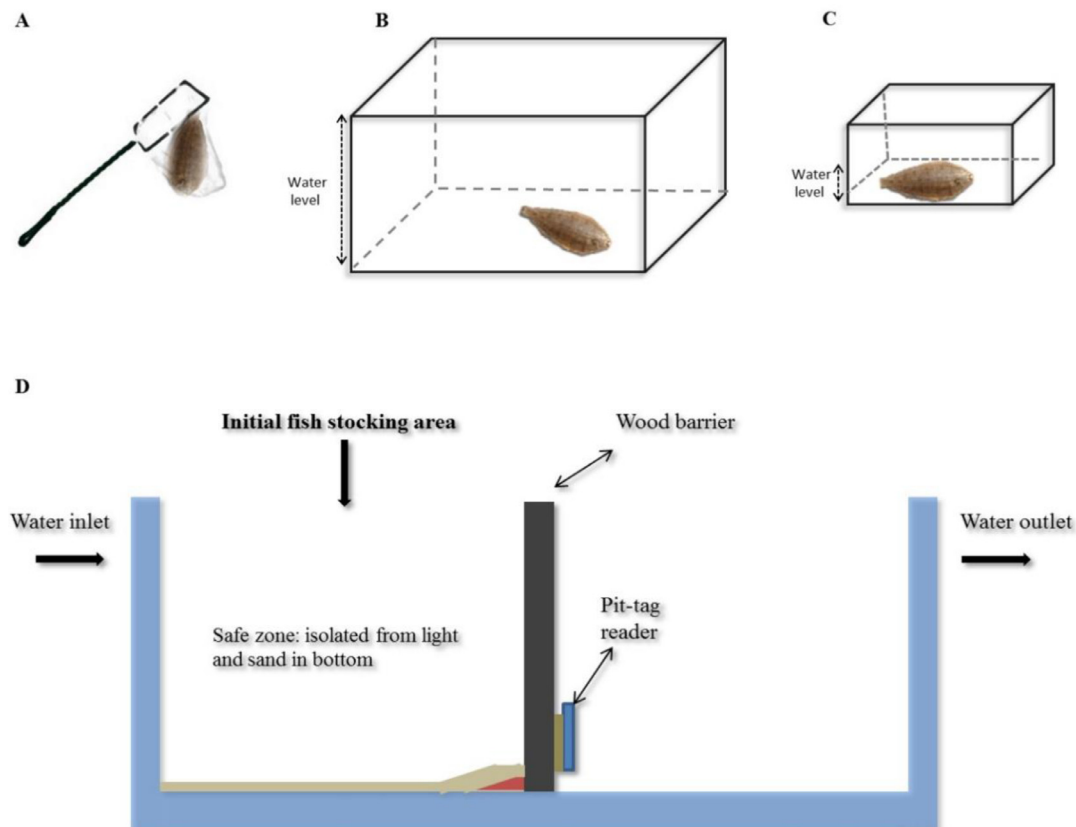 A
B
C
Water
level
Water
level
D
Initial fish stocking area
Wood barrier
Water inlet
Water outlet
Pit-tag
reader
Safe zone: isolated from light
and sand in bottom